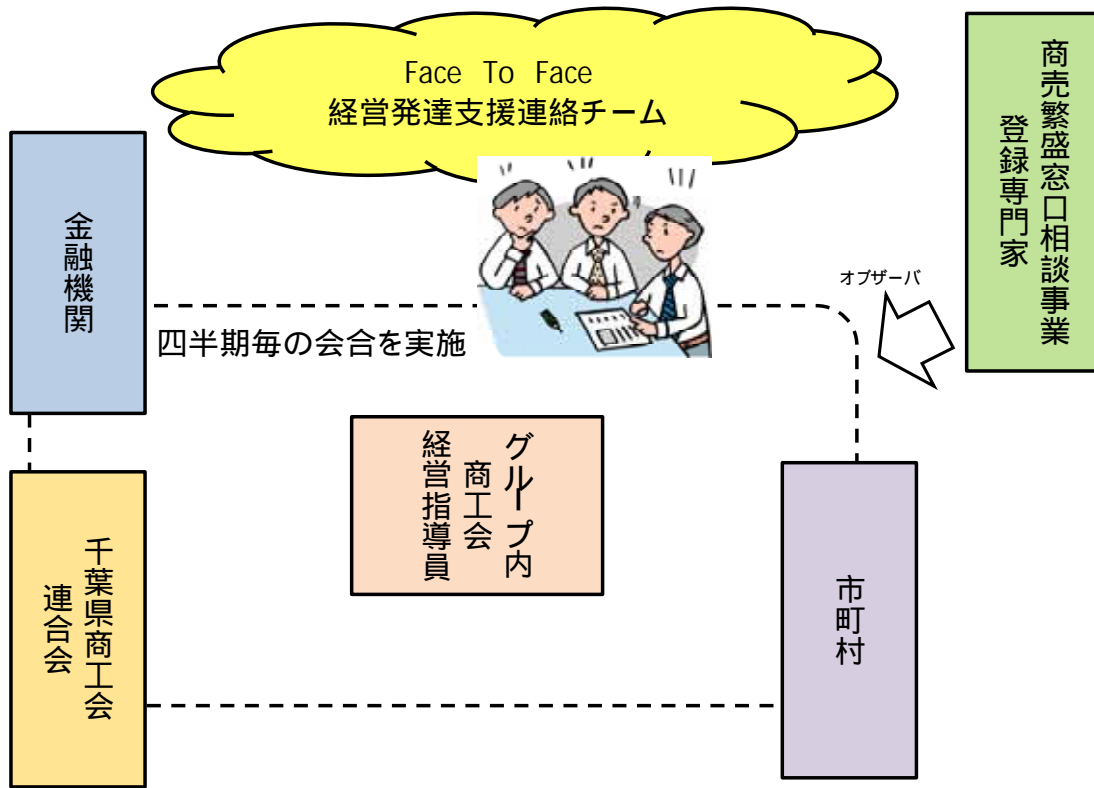 Face To Face
経営発達支援連絡チーム
商売繁盛窓口相談事業
登録専門家
金融機関
オブザーバ
四半期毎の会合を実施
グループ内
商工会
経営指導員
千葉県商工会
連合会
市町村